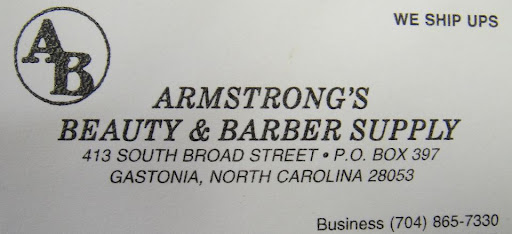 WE SHIP UPS
AB
ARMSTRONG'S
BEAUTY & BARBER SUPPLY
413 SOUTH BROAD STREET • P.O. BOX 397
GASTONIA, NORTH CAROLINA 28053
Business (704) 865-7330